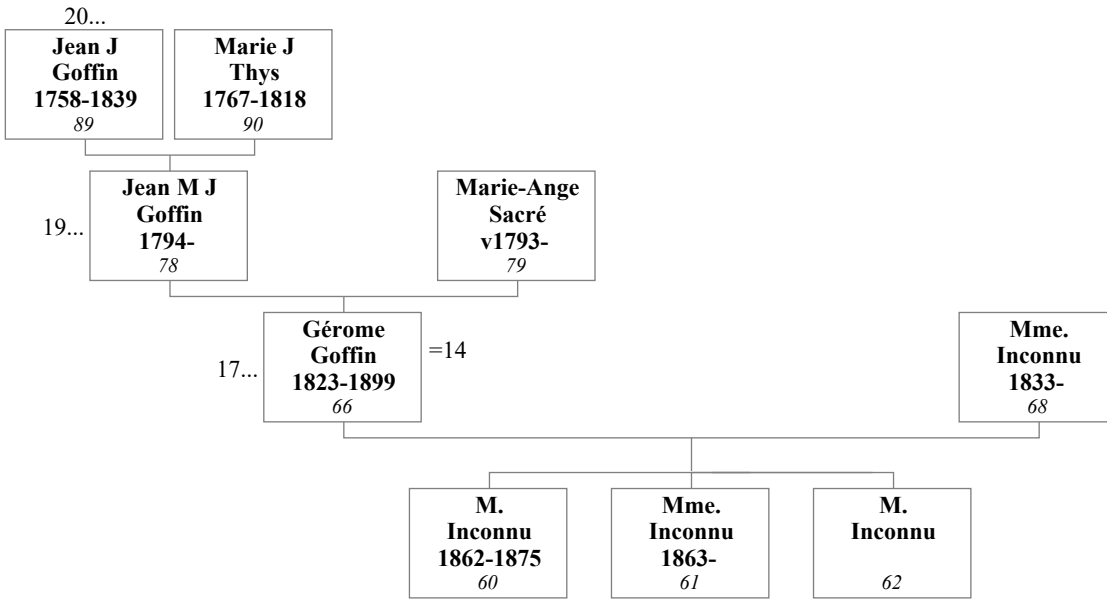 20...
Jean J
Goffin
1758-1839
89
Marie J
Thys
1767-1818
90
19...
Jean M J
Goffin
1794-
78
Marie-Ange
Sacré
v1793-
79
17...
Gérome
Goffin
1823-1899
66
=14
Mme.
Inconnu
1833-
68
M.
Inconnu
1862-1875
60
Mme.
Inconnu
1863-
61
M.
Inconnu
62